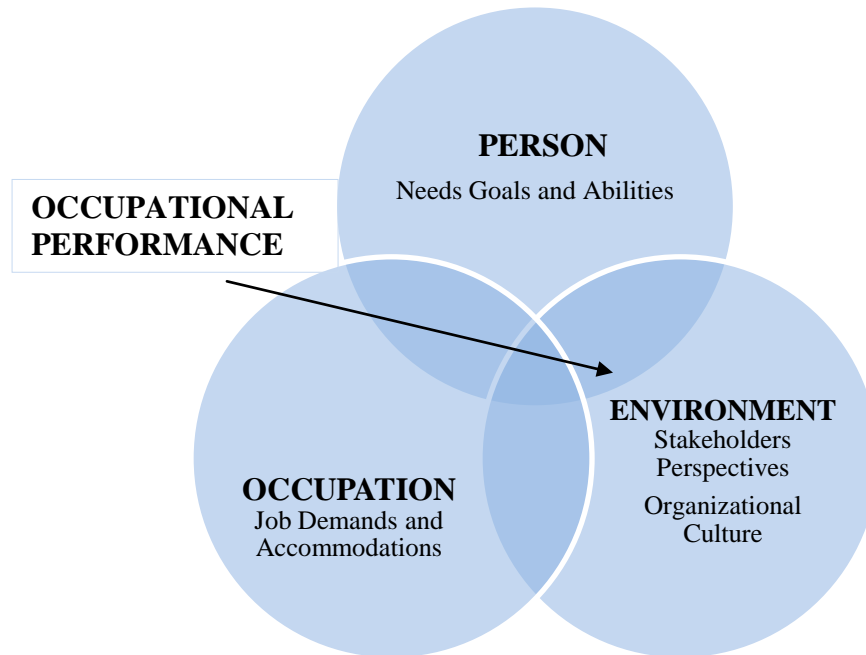 PERSON
Needs Goals and Abilities
OCCUPATIONAL
PERFORMANCE
ENVIRONMENT
Stakeholders
Perspectives
Organizational
Culture
OCCUPATION
Job Demands and
Accommodations